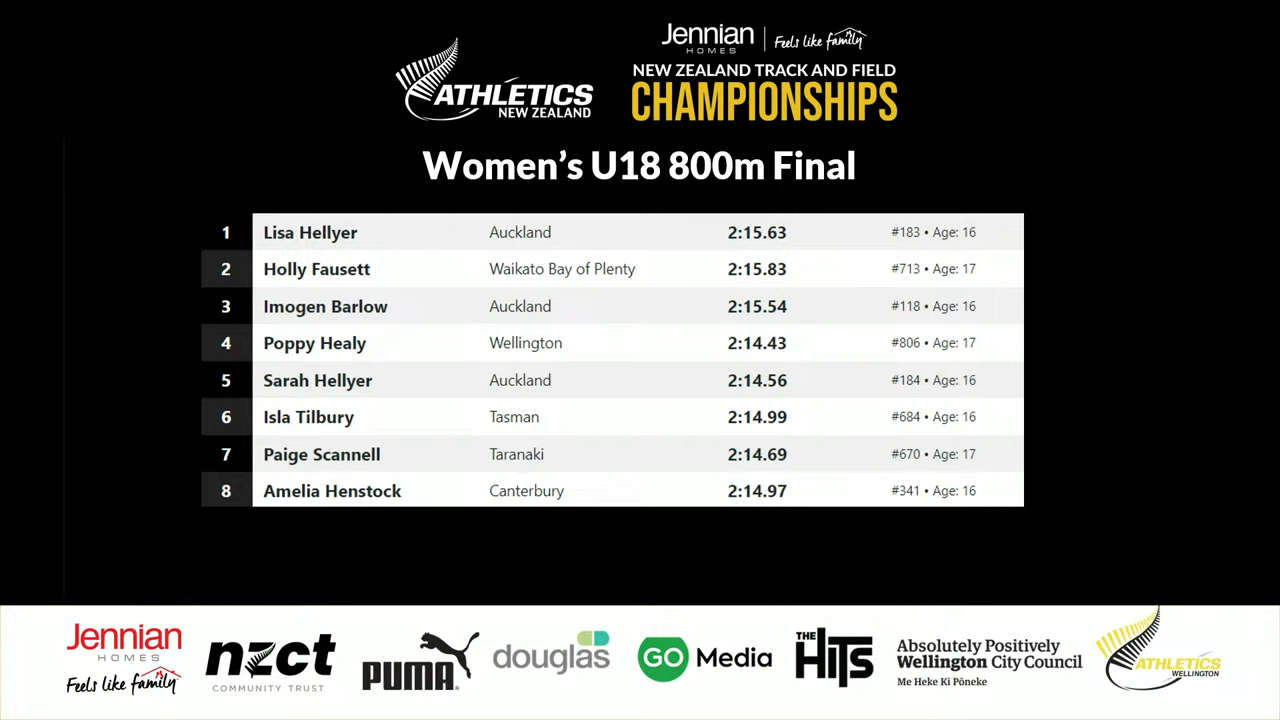 Jennian
HOMES
Feels like family
ATHLETICS
NEW ZEALAND
NEW ZEALAND TRACK AND FIELD
CHAMPIONSHIPS
Women's U18 800m Final
1 Lisa Hellyer Auckland 2:15.63 #183 • Age: 16
2 Holly Fausett Waikato Bay of Plenty 2:15.83 #713 • Age: 17
3 Imogen Barlow Auckland 2:15.54 #118 • Age: 16
4 Poppy Healy Wellington 2:14.43 #806 • Age: 17
5 Sarah Hellyer Auckland 2:14.56 #184 • Age: 16
6 Isla Tilbury Tasman 2:14.99 #684 • Age: 16
7 Paige Scannell Taranaki 2:14.69 #670 • Age: 17
8 Amelia Henstock Canterbury 2:14.97 #341 • Age: 16
Jennian
HOMES
Feels like family
nzct
COMMUNITY TRUST
PUMA
douglas
GO Media
THE
HITS
Absolutely Positively
Wellington City Council
Me Heke Ki Pōneke
ATHLETICS
WELLINGTON